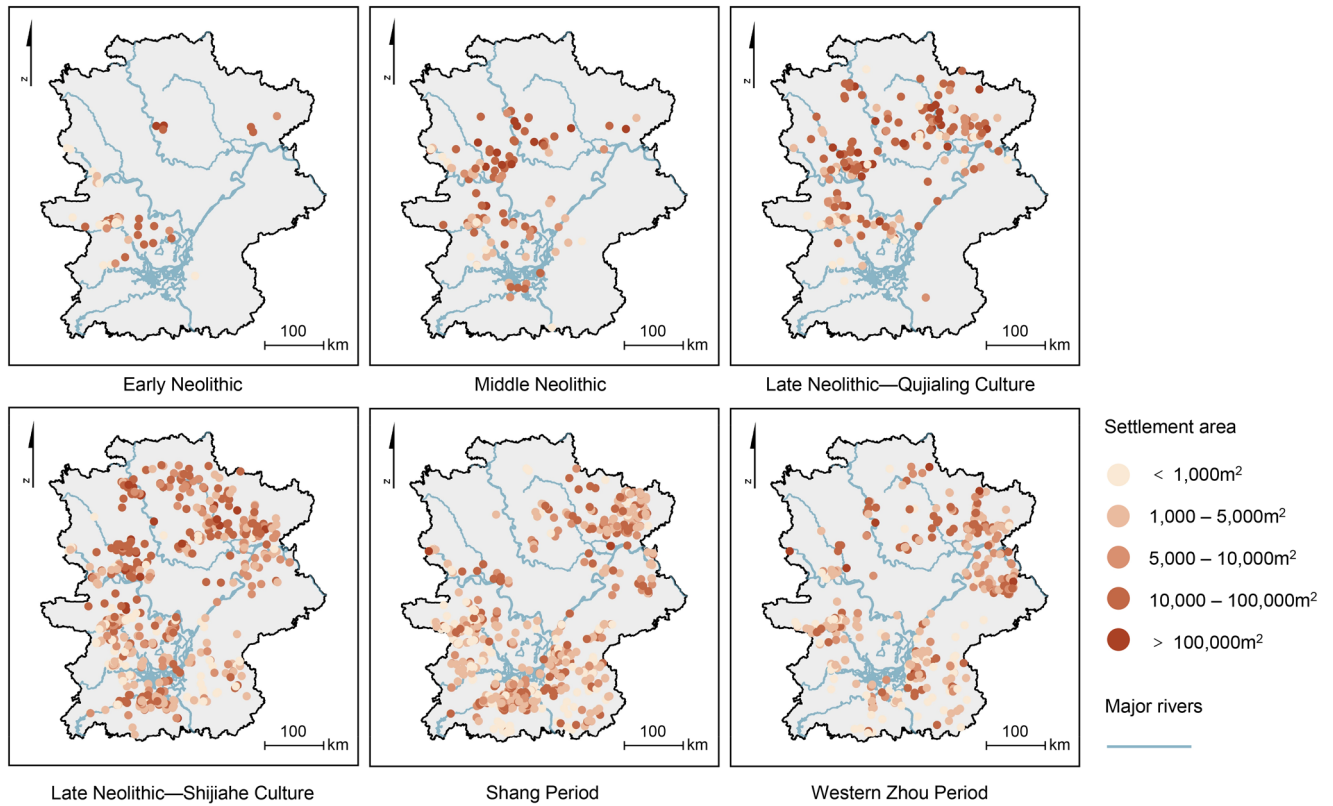 z
z
z
100
km
100
km
100
km
Early Neolithic
Middle Neolithic
Late Neolithic—Qujialing Culture
z
z
z
Settlement area
< 1,000m²
1,000 – 5,000m²
5,000 – 10,000m²
10,000 – 100,000m²
> 100,000m²
Major rivers
100
km
100
km
100
km
Late Neolithic—Shijiahe Culture
Shang Period
Western Zhou Period